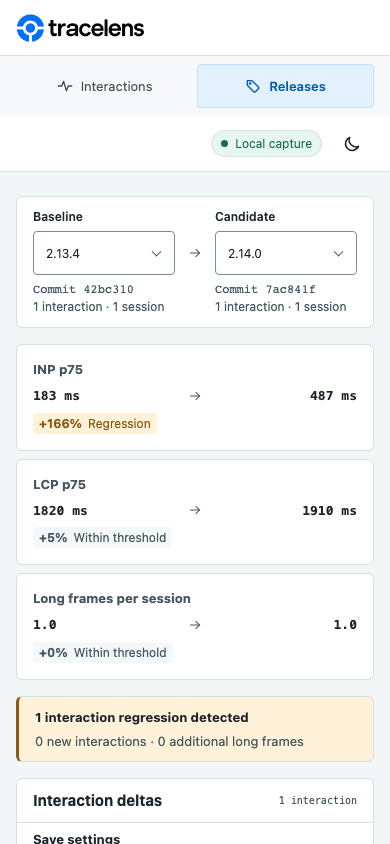 tracelens
Interactions Releases
Local capture
Baseline Candidate
2.13.4 → 2.14.0
Commit 42bc310 Commit 7ac841f
1 interaction · 1 session 1 interaction · 1 session
INP p75
183 ms → 487 ms
+166% Regression
LCP p75
1820 ms → 1910 ms
+5% Within threshold
Long frames per session
1.0 → 1.0
+0% Within threshold
1 interaction regression detected
0 new interactions · 0 additional long frames
Interaction deltas 1 interaction
Save settings